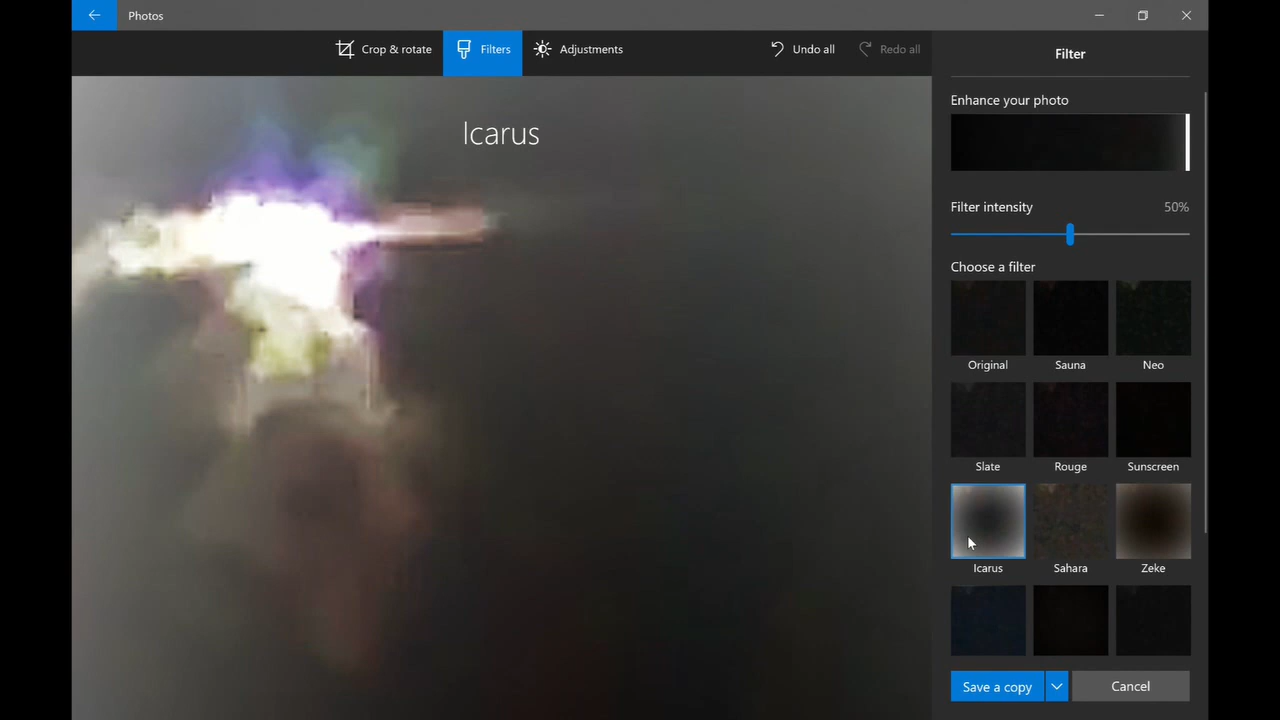 Photos
Crop & rotate
Filters
Adjustments
Undo all
Redo all
Filter
Icarus
Enhance your photo
Filter intensity 50%
Choose a filter
Original Sauna Neo
Slate Rouge Sunscreen
Icarus Sahara Zeke
Save a copy
Cancel